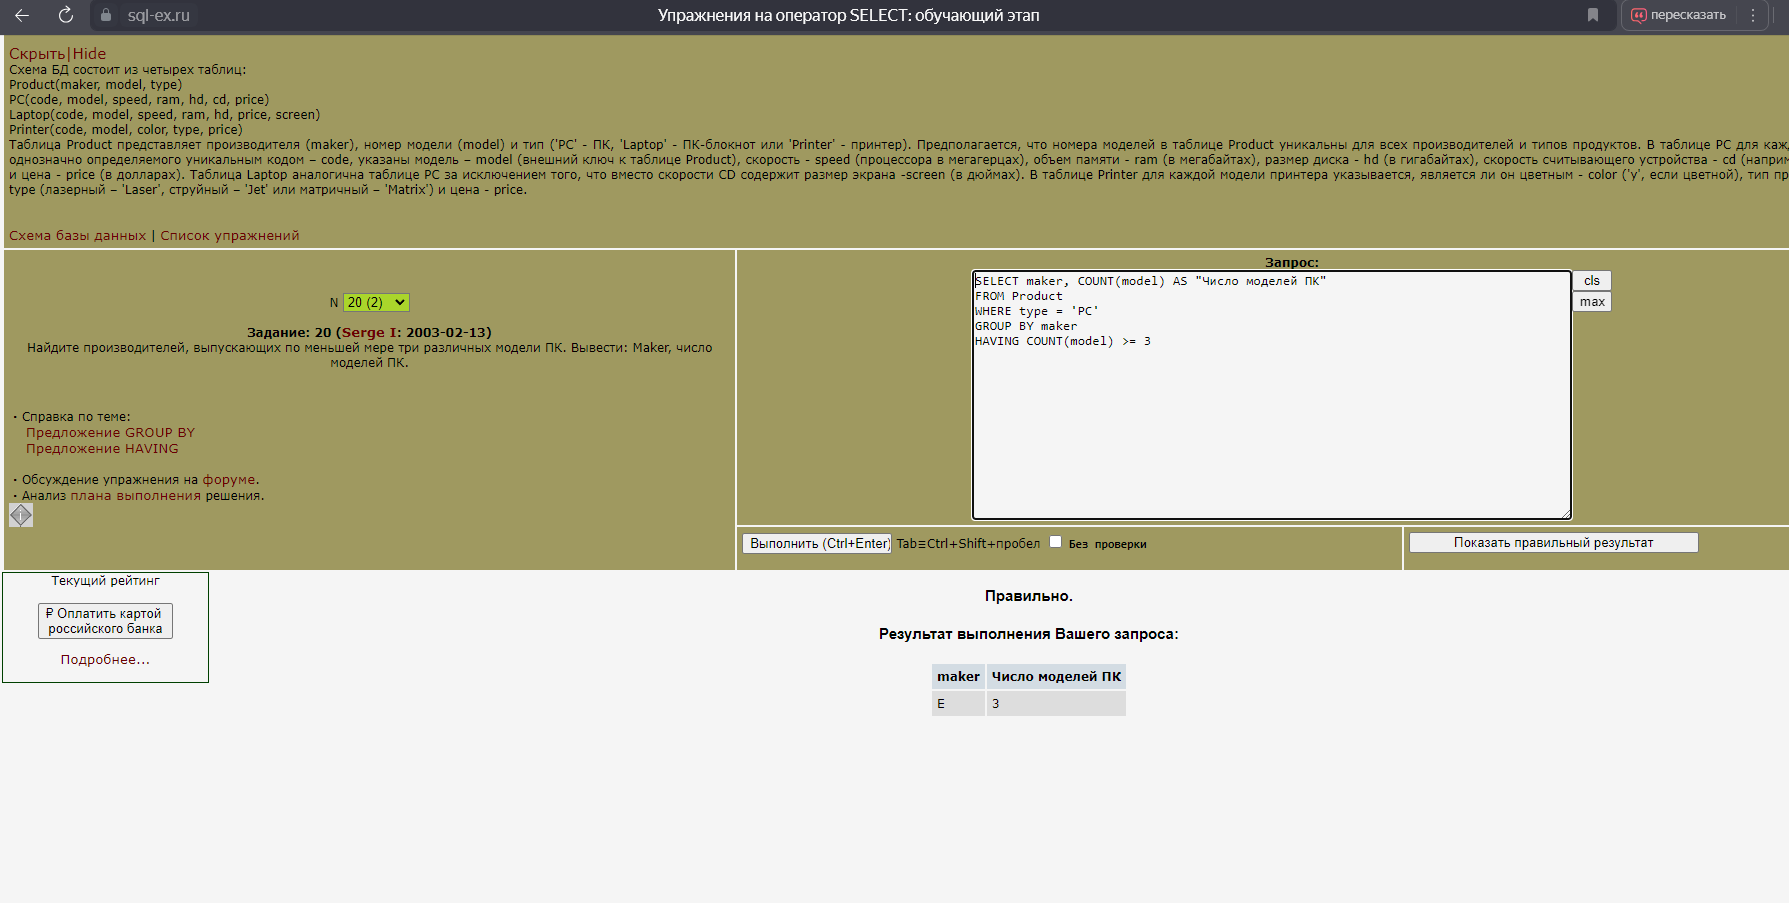 sql-ex.ru
Упражнения на оператор SELECT: обучающий этап
пересказать
Скрыть|Hide
Схема БД состоит из четырех таблиц:
Product(maker, model, type)
PC(code, model, speed, ram, hd, cd, price)
Laptop(code, model, speed, ram, hd, price, screen)
Printer(code, model, color, type, price)
Таблица Product представляет производителя (maker), номер модели (model) и тип ('PC' - ПК, 'Laptop' - ПК-блокнот или 'Printer' - принтер). Предполагается, что номера моделей в таблице Product уникальны для всех производителей и типов продуктов. В таблице PC для каж
однозначно определяемого уникальным кодом – code, указаны модель – model (внешний ключ к таблице Product), скорость - speed (процессора в мегагерцах), объем памяти - ram (в мегабайтах), размер диска - hd (в гигабайтах), скорость считывающего устройства - cd (наприм
и цена - price (в долларах). Таблица Laptop аналогична таблице РС за исключением того, что вместо скорости CD содержит размер экрана -screen (в дюймах). В таблице Printer для каждой модели принтера указывается, является ли он цветным - color ('y', если цветной), тип пр
type (лазерный – 'Laser', струйный – 'Jet' или матричный – 'Matrix') и цена - price.
Схема базы данных | Список упражнений
N 20 (2)
Задание: 20 (Serge I: 2003-02-13)
Найдите производителей, выпускающих по меньшей мере три различных модели ПК. Вывести: Maker, число
моделей ПК.
· Справка по теме:
Предложение GROUP BY
Предложение HAVING
· Обсуждение упражнения на форуме.
· Анализ плана выполнения решения.
Запрос:
SELECT maker, COUNT(model) AS "Число моделей ПК"
FROM Product
WHERE type = 'PC'
GROUP BY maker
HAVING COUNT(model) >= 3
cls
max
Выполнить (Ctrl+Enter) Tab≡Ctrl+Shift+пробел Без проверки
Показать правильный результат
Текущий рейтинг
₽ Оплатить картой
российского банка
Подробнее...
Правильно.
Результат выполнения Вашего запроса:
maker Число моделей ПК
E 3